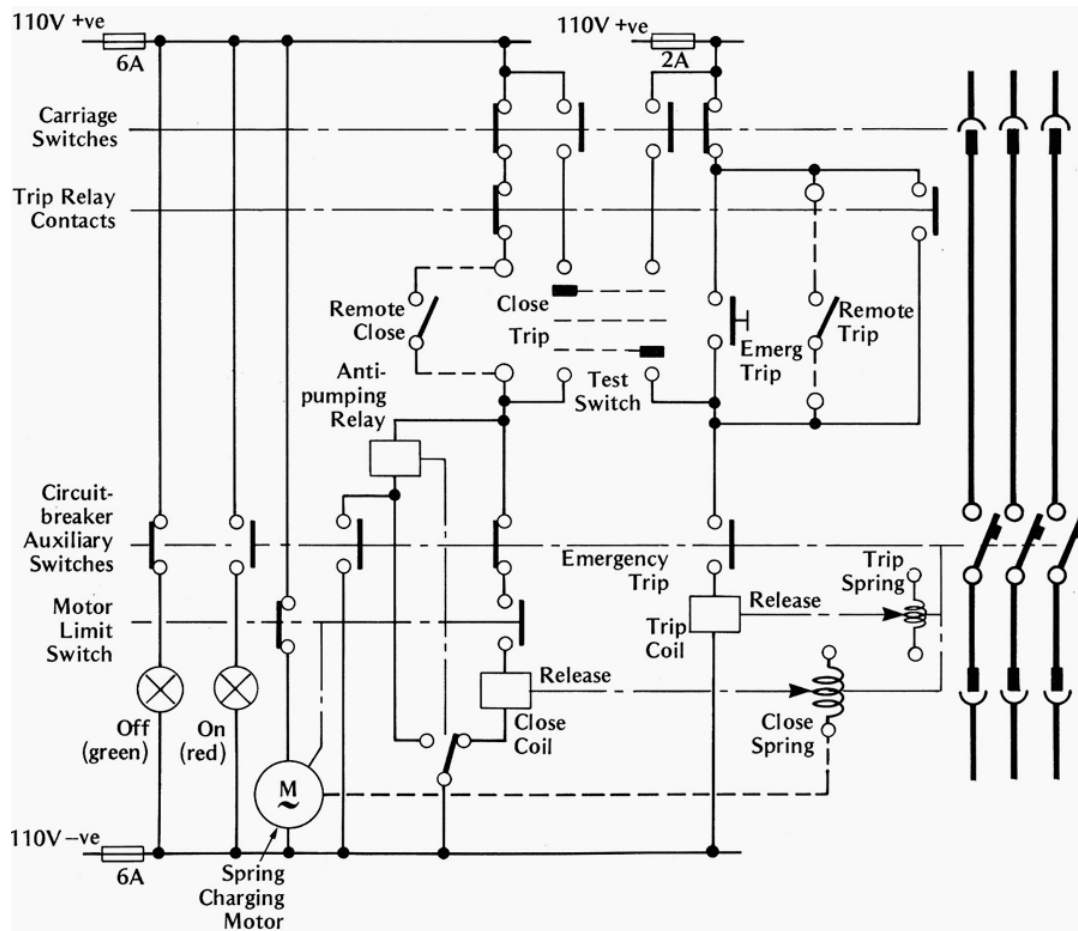 110V +ve
6A
110V +ve
2A
Carriage
Switches
Trip Relay
Contacts
Remote
Close
Close
Trip
Test
Switch
Emerg
Trip
Remote
Trip
Anti-
pumping
Relay
Circuit-
breaker
Auxiliary
Switches
Emergency
Trip
Trip
Spring
Motor
Limit
Switch
Release
Trip
Coil
Release
Off
(green)
On
(red)
Close
Coil
Close
Spring
M
~
110V –ve
6A
Spring
Charging
Motor